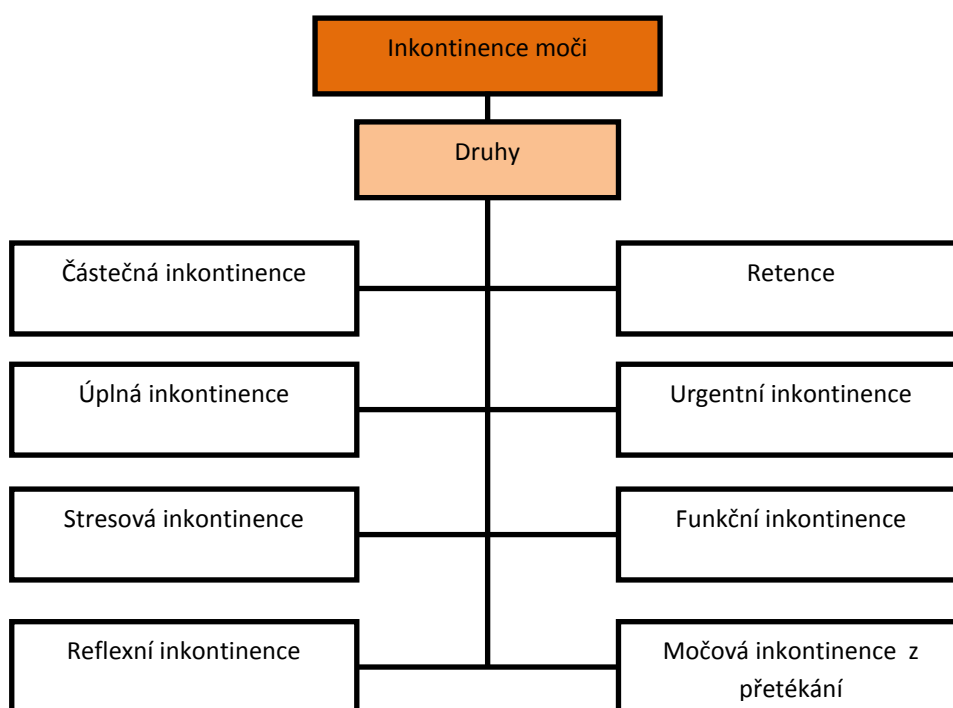 Inkontinence moči
Druhy
Částečná inkontinence
Retence
Úplná inkontinence
Urgentní inkontinence
Stresová inkontinence
Funkční inkontinence
Reflexní inkontinence
Močová inkontinence z
přetékání